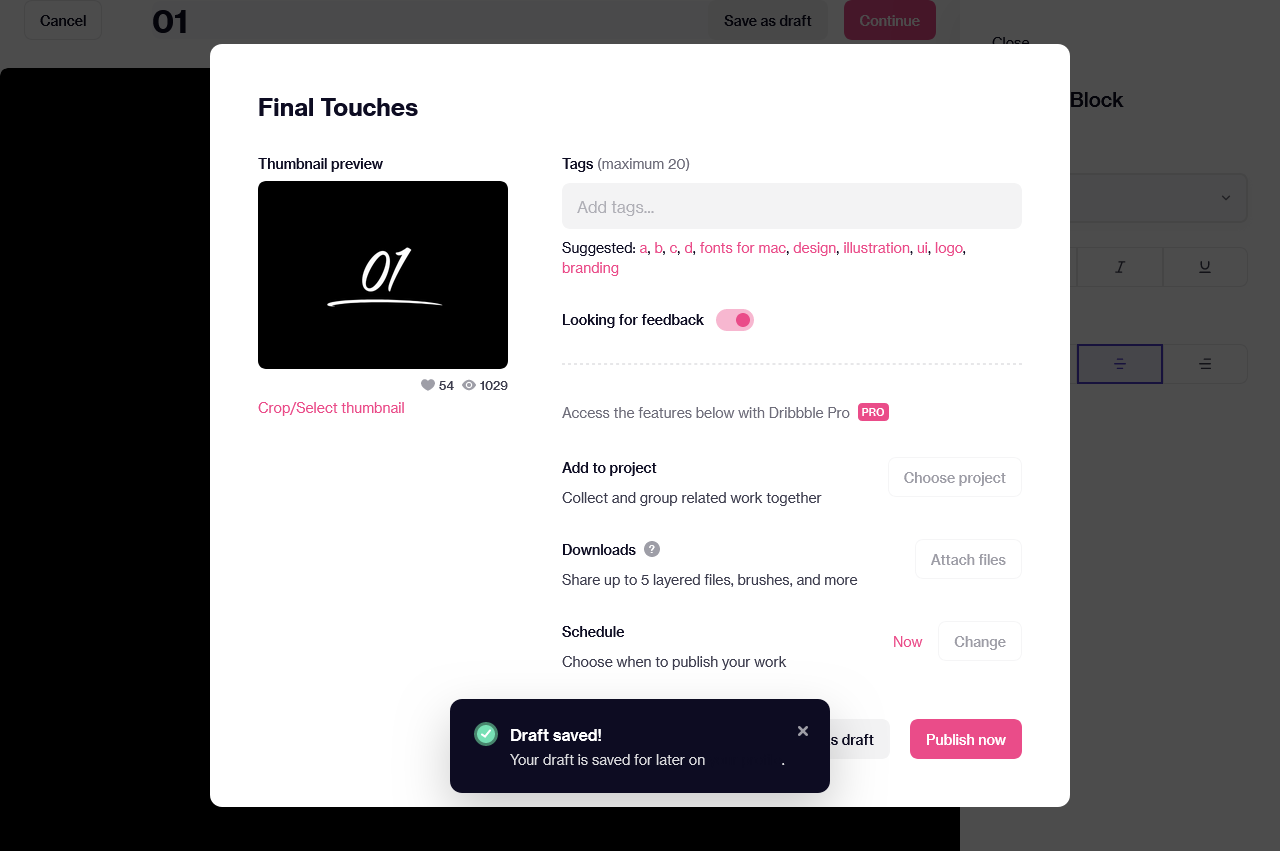 Cancel
01
Save as draft
Continue
Close
Block
Final Touches
Thumbnail preview
01
54 1029
Crop/Select thumbnail
Tags (maximum 20)
Add tags...
Suggested: a, b, c, d, fonts for mac, design, illustration, ui, logo,
branding
Looking for feedback
Access the features below with Dribbble Pro PRO
Add to project
Collect and group related work together
Choose project
Downloads ?
Share up to 5 layered files, brushes, and more
Attach files
Schedule
Choose when to publish your work
Now
Change
Draft saved!
Your draft is saved for later on .
s draft
Publish now